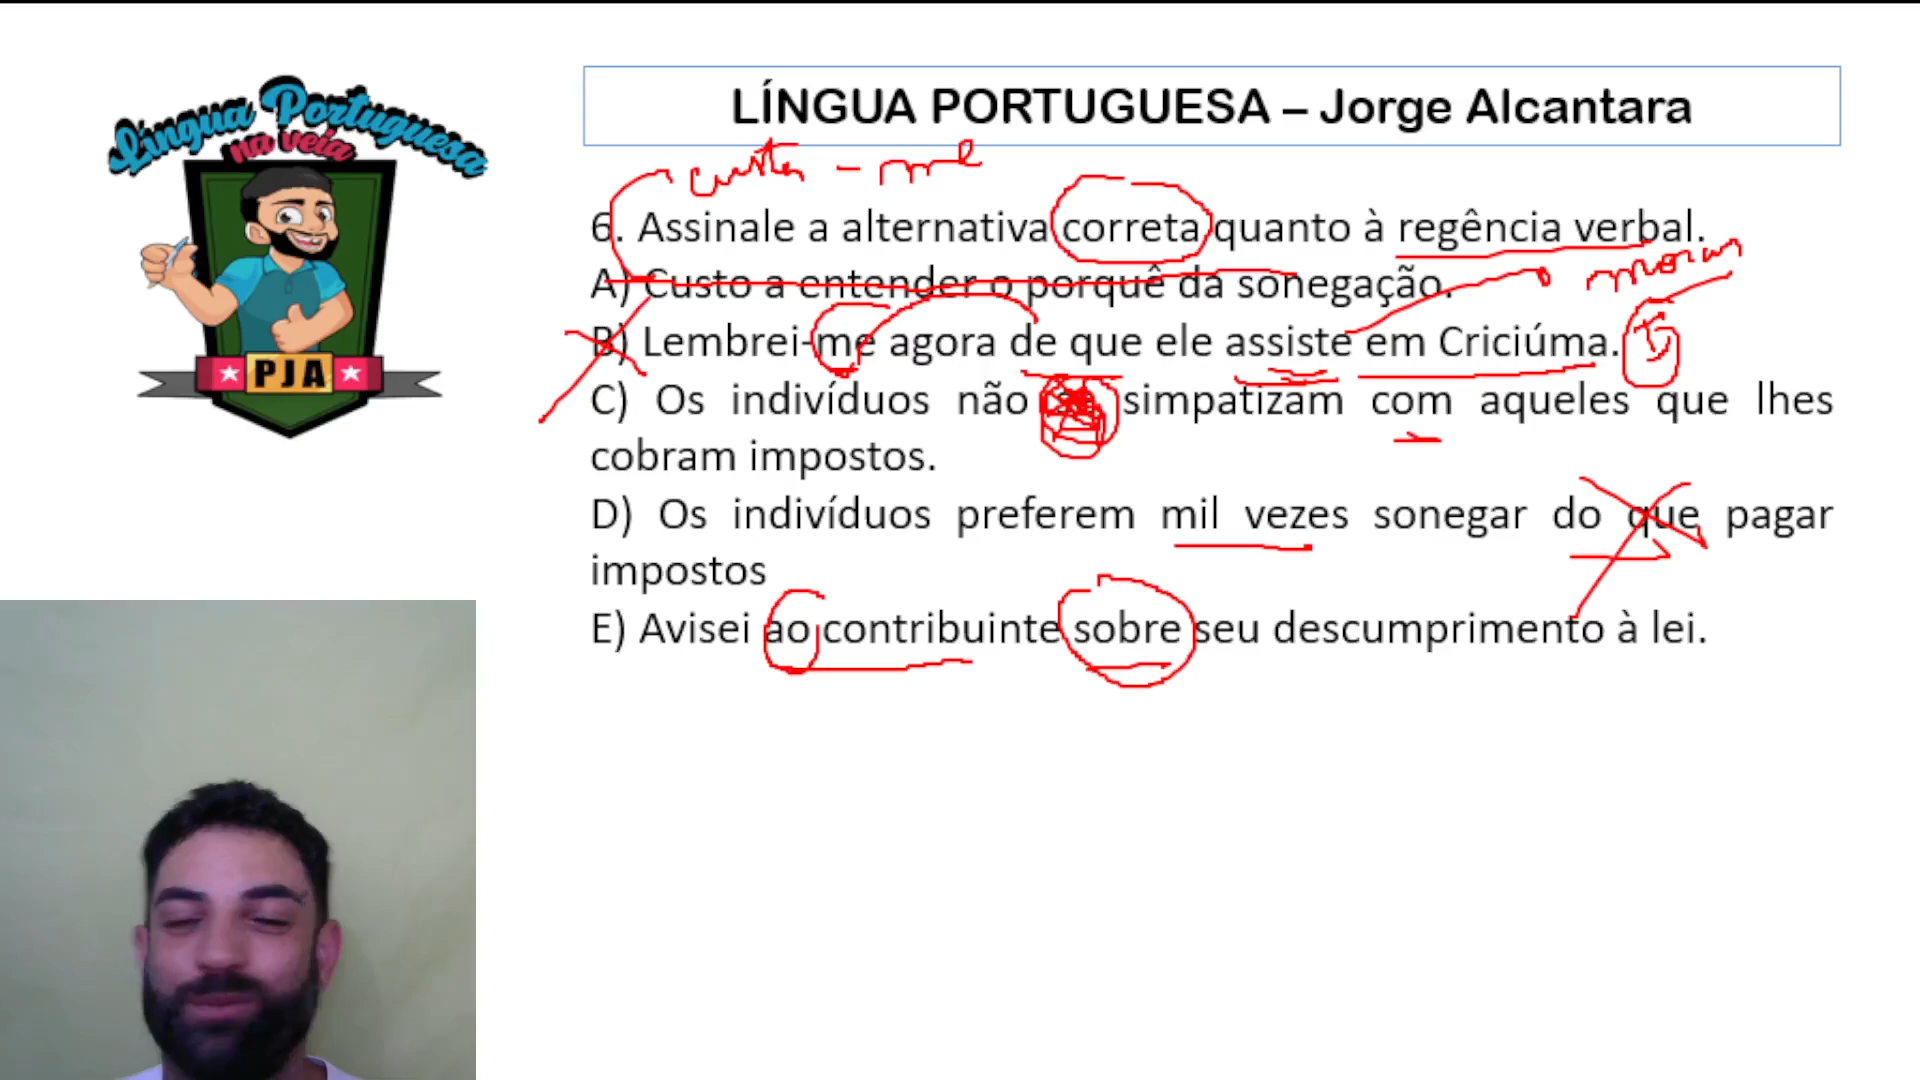 Língua Portuguesa
na veia
PJA
LÍNGUA PORTUGUESA – Jorge Alcantara
custa - me
6. Assinale a alternativa correta quanto à regência verbal.
A) Custo a entender o porquê da sonegação.
morar
B) Lembrei-me agora de que ele assiste em Criciúma.
C) Os indivíduos não simpatizam com aqueles que lhes
cobram impostos.
D) Os indivíduos preferem mil vezes sonegar do que pagar
impostos
E) Avisei ao contribuinte sobre seu descumprimento à lei.